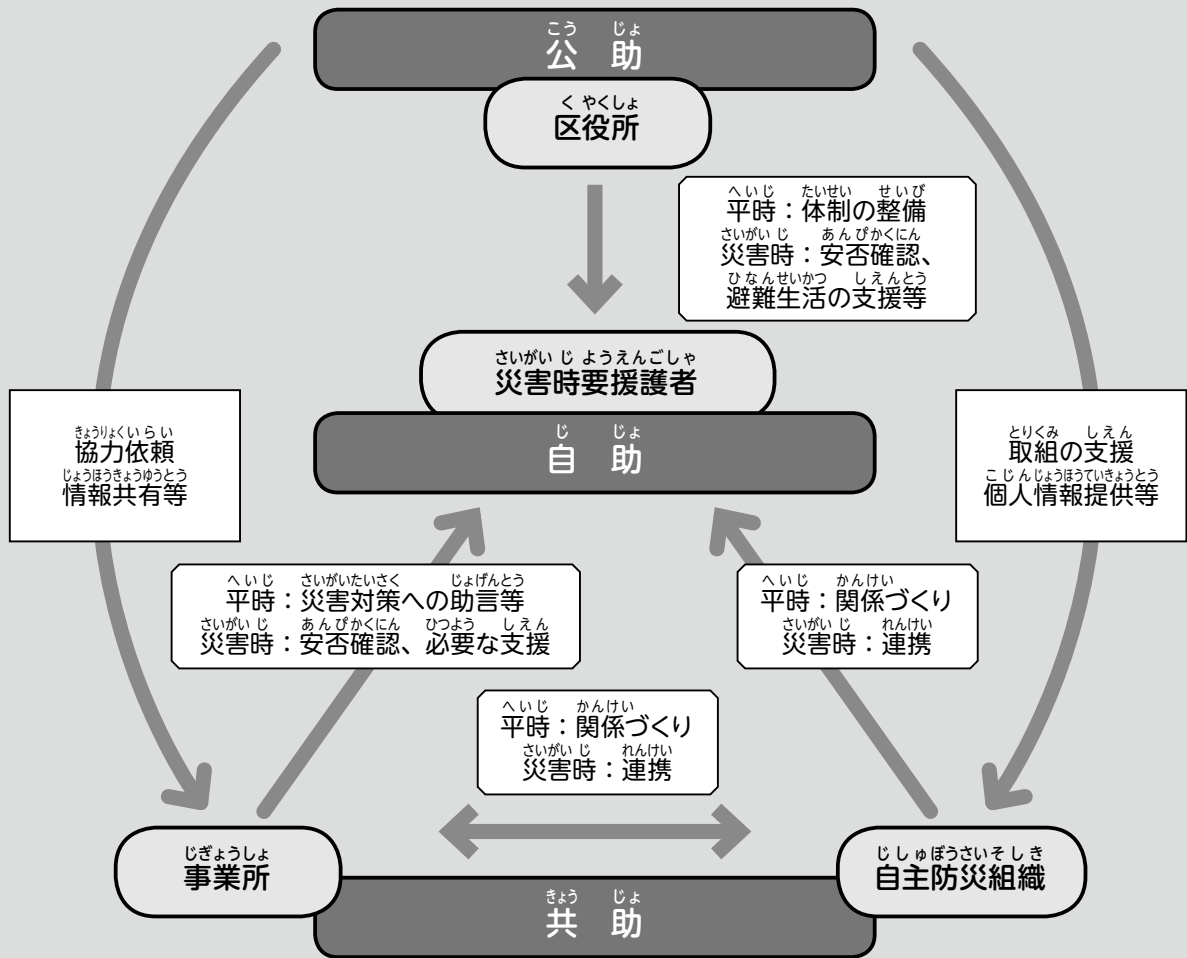 こうじょ
公助
くやくしょ
区役所
へいじ たいせい せいび
平時：体制の整備
さいがいじ あんぴかくにん
災害時：安否確認、
ひなんせいかつ しえんとう
避難生活の支援等
さいがいじようえんごしゃ
災害時要援護者
じじょ
自助
きょうりょくいらい
協力依頼
じょうほうきょうゆうとう
情報共有等
とりくみ しえん
取組の支援
こじんじょうほうていきょうとう
個人情報提供等
へいじ さいがいたいさく じょげんとう
平時：災害対策への助言等
さいがいじ あんぴかくにん ひつよう しえん
災害時：安否確認、必要な支援
へいじ かんけい
平時：関係づくり
さいがいじ れんけい
災害時：連携
へいじ かんけい
平時：関係づくり
さいがいじ れんけい
災害時：連携
じぎょうしょ
事業所
じしゅぼうさいそしき
自主防災組織
きょうじょ
共助